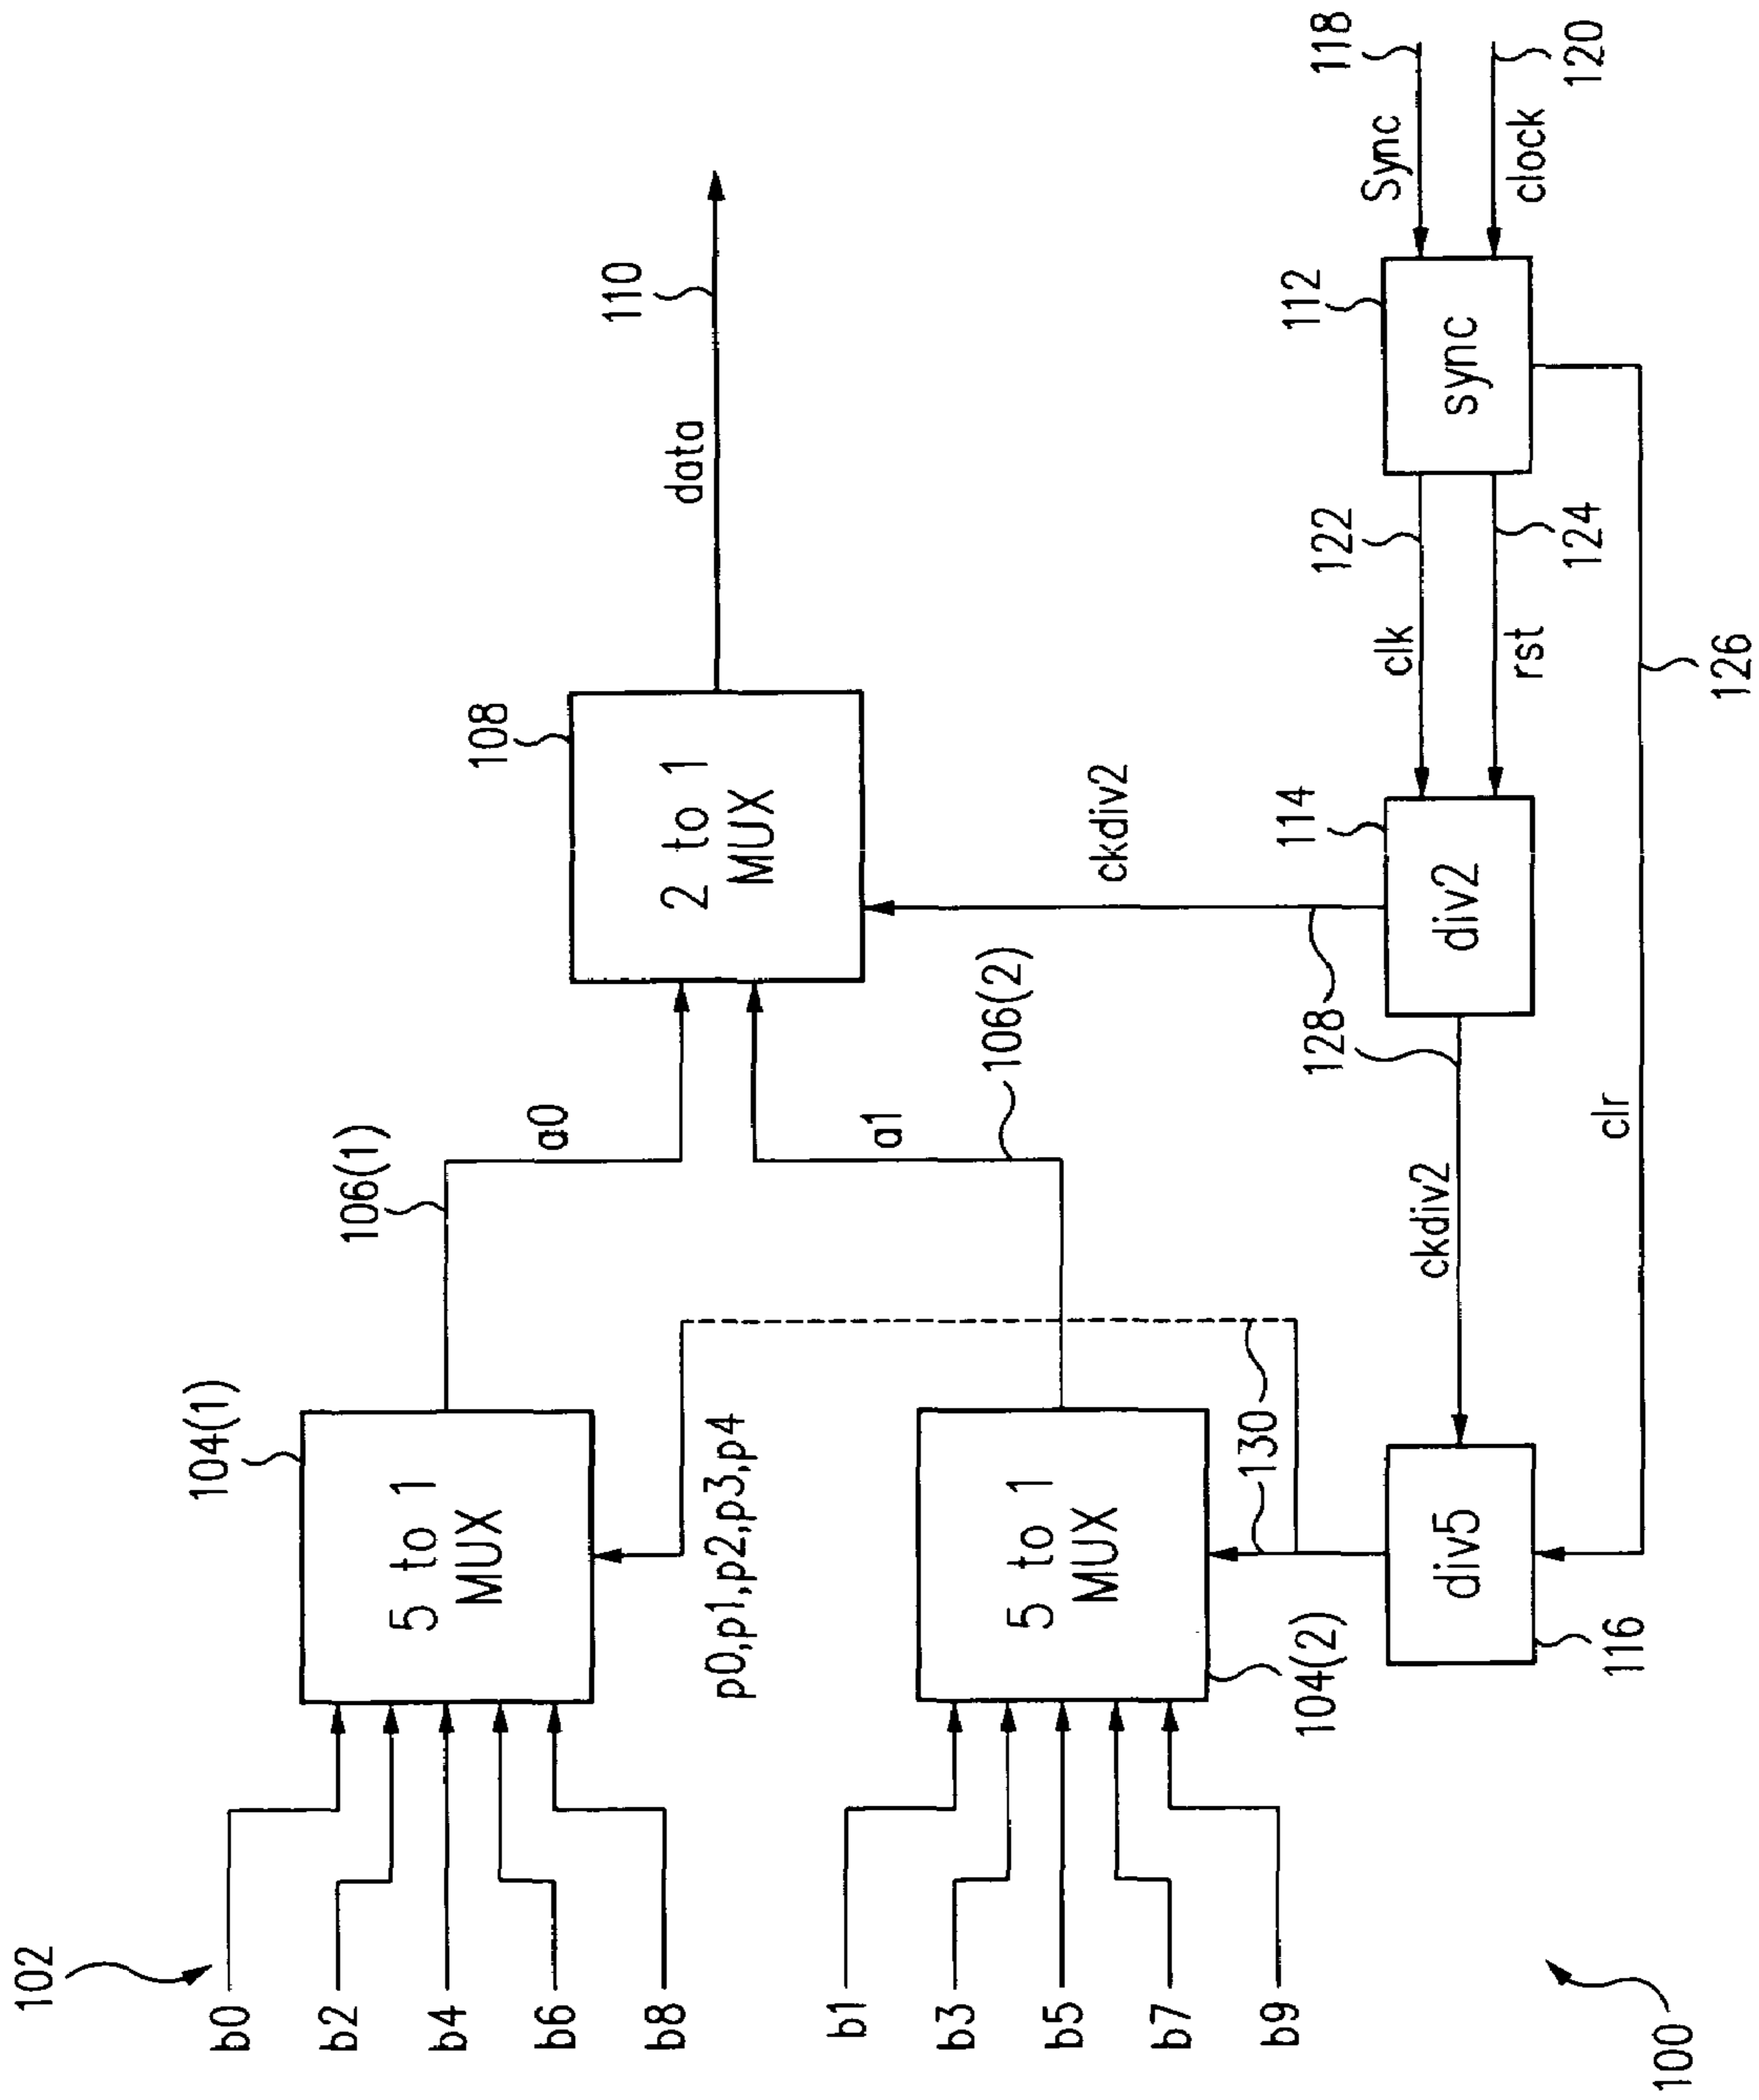 102
b0
b2
b4
b6
b8
b1
b3
b5
b7
b9
100
104(1)
5 to 1
MUX
p0,p1,p2,p3,p4
5 to 1
MUX
104(2)
130
div5
116
106(1)
a0
a1
106(2)
108
2 to 1
MUX
data
110
ckdiv2
128
ckdiv2
114
div2
clr
126
122
clk
rst
124
112
sync
Sync
118
clock
120